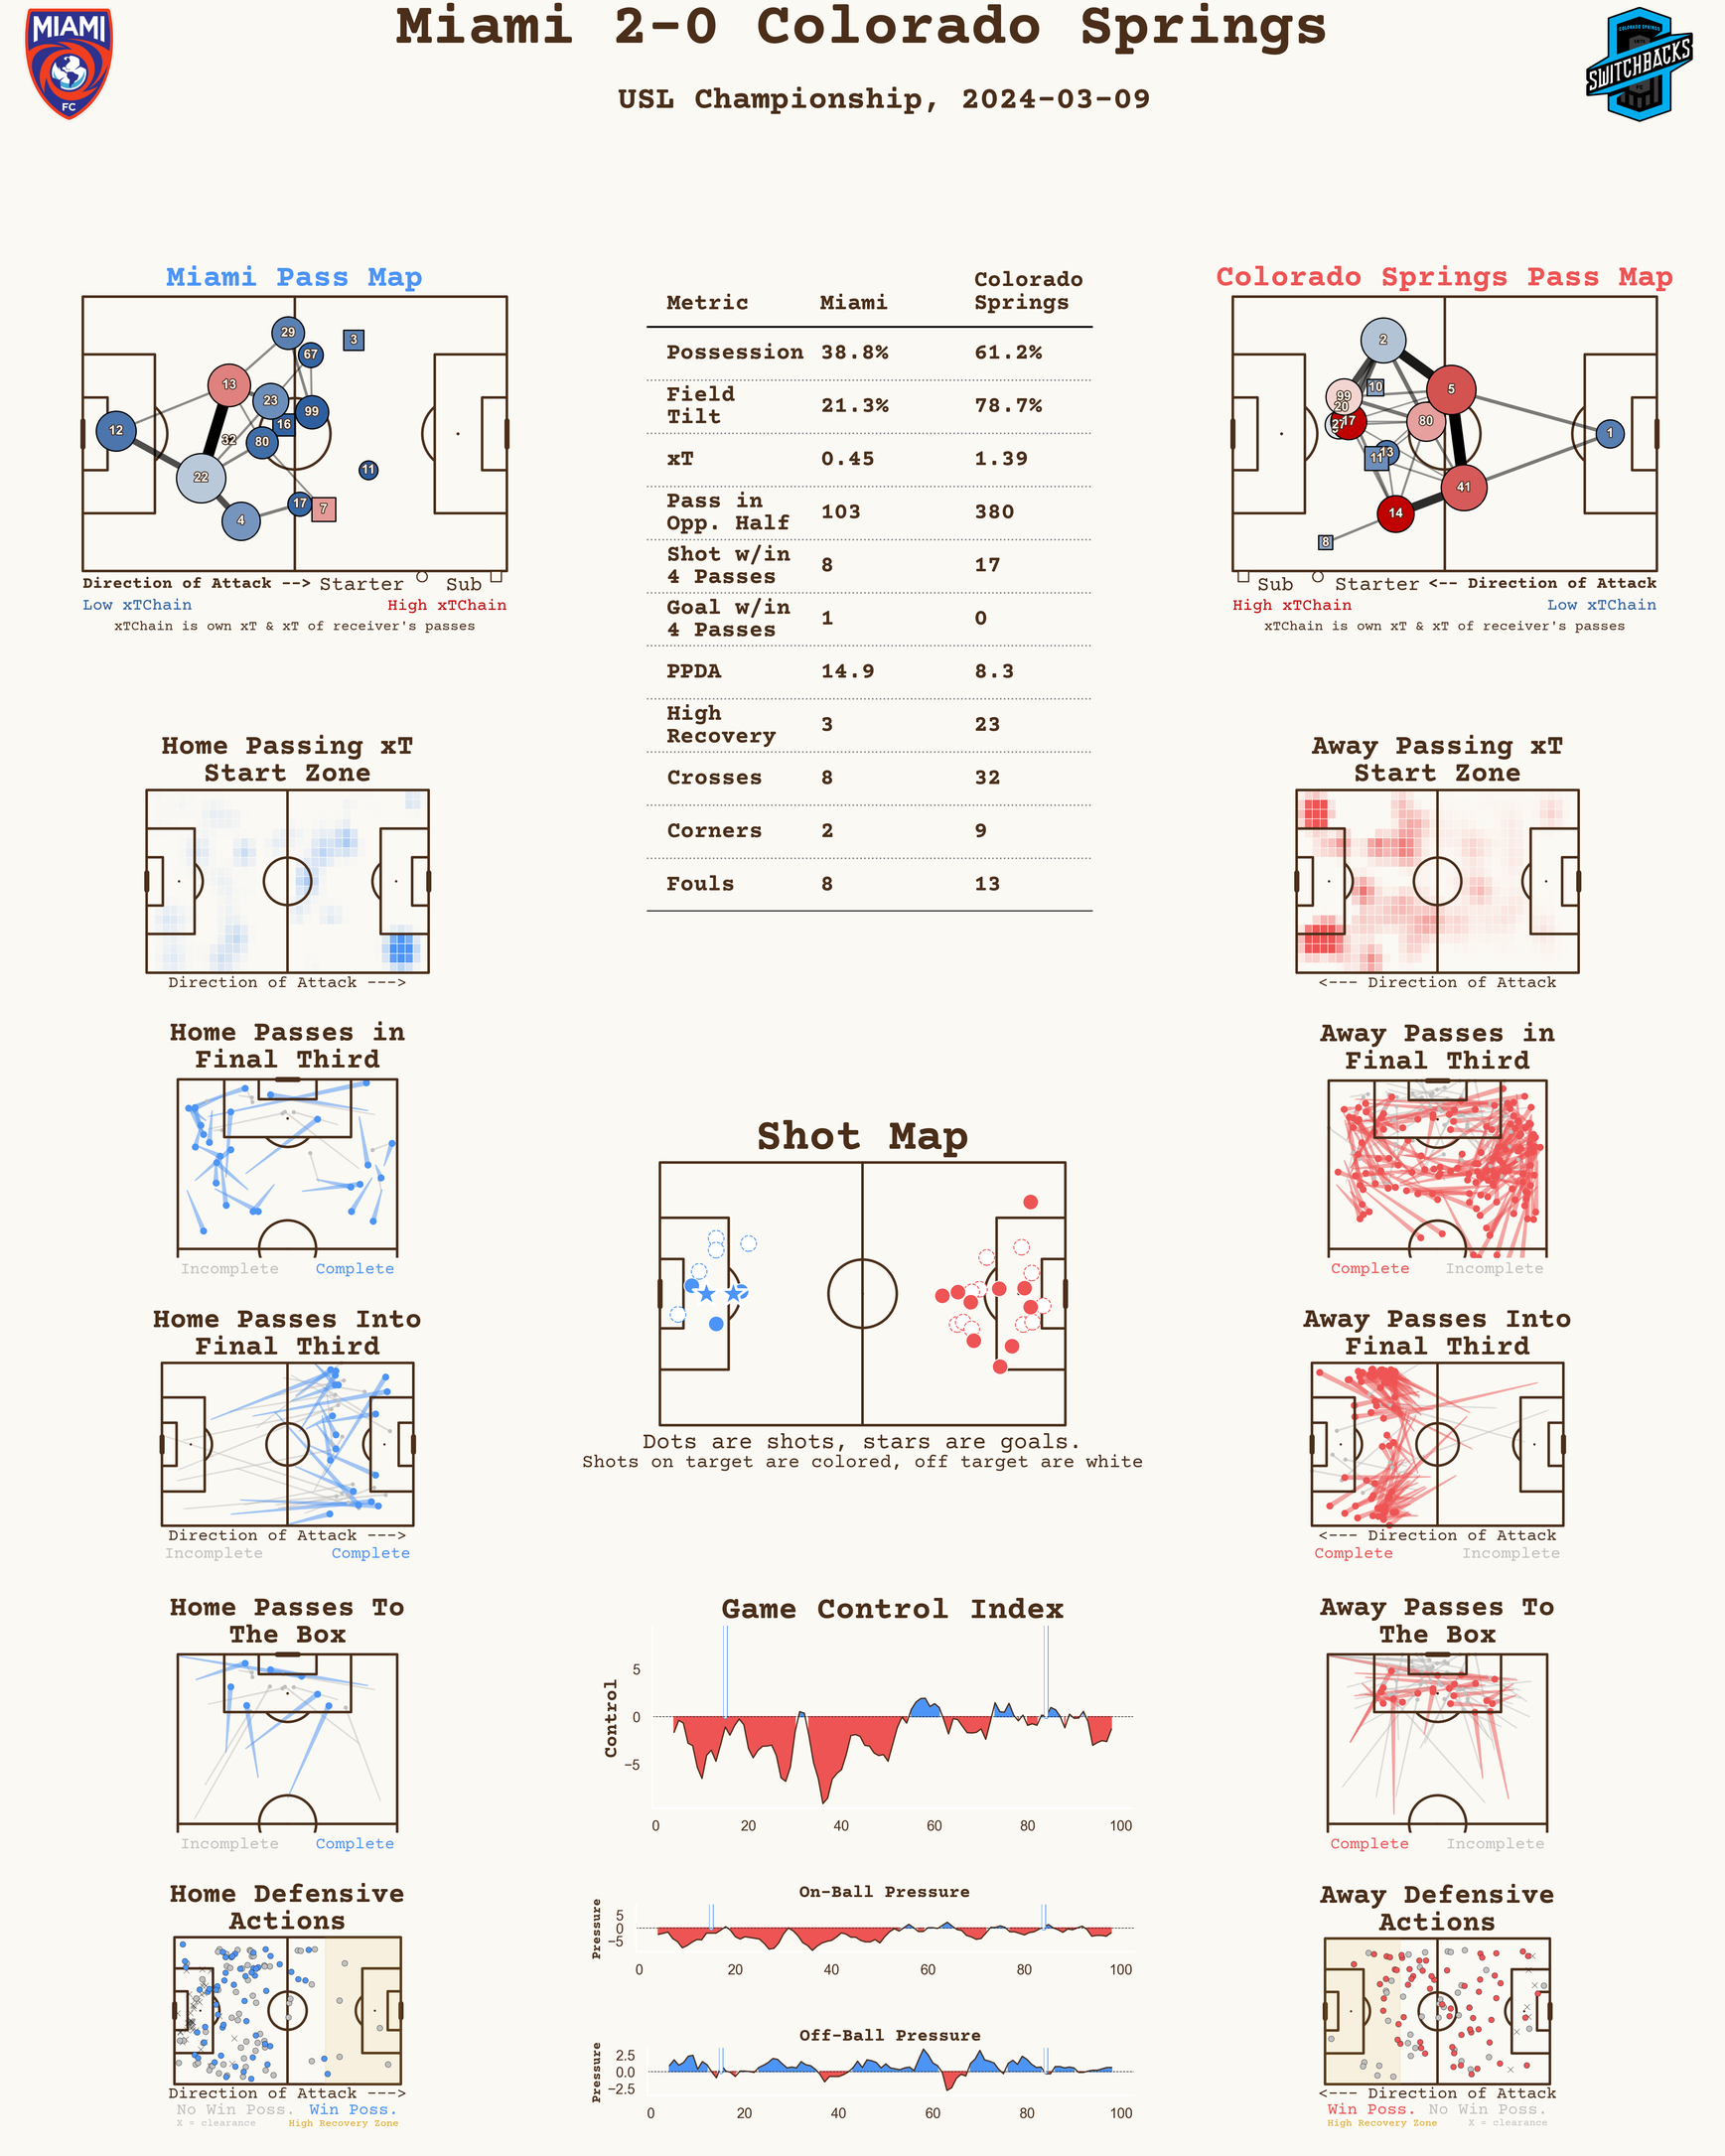 MIAMI
FC
Miami 2-0 Colorado Springs
COLORADO SPRINGS
SWITCHBACKS
FC
USL Championship, 2024-03-09
Miami Pass Map
29
67
3
13
23
99
16
12
32
80
11
22
17
7
4
Direction of Attack --> Starter Sub
Low xTChain High xTChain
xTChain is own xT & xT of receiver's passes
Metric Miami Colorado
Springs
Possession 38.8% 61.2%
Field
Tilt 21.3% 78.7%
xT 0.45 1.39
Pass in
Opp. Half 103 380
Shot w/in
4 Passes 8 17
Goal w/in
4 Passes 1 0
PPDA 14.9 8.3
High
Recovery 3 23
Crosses 8 32
Corners 2 9
Fouls 8 13
Colorado Springs Pass Map
2
10
5
99
20
27
17
80
1
11
13
41
14
8
Sub Starter <-- Direction of Attack
High xTChain Low xTChain
xTChain is own xT & xT of receiver's passes
Home Passing xT
Start Zone
Direction of Attack --->
Away Passing xT
Start Zone
<--- Direction of Attack
Home Passes in
Final Third
Incomplete Complete
Away Passes in
Final Third
Complete Incomplete
Shot Map
Dots are shots, stars are goals.
Shots on target are colored, off target are white
Home Passes Into
Final Third
Direction of Attack --->
Incomplete Complete
Away Passes Into
Final Third
<--- Direction of Attack
Complete Incomplete
Home Passes To
The Box
Incomplete Complete
Game Control Index
Control
5
0
−5
0 20 40 60 80 100
Away Passes To
The Box
Complete Incomplete
Home Defensive
Actions
Direction of Attack --->
No Win Poss. Win Poss.
X = clearance High Recovery Zone
On-Ball Pressure
Pressure
5
0
−5
0 20 40 60 80 100
Off-Ball Pressure
Pressure
2.5
0.0
−2.5
0 20 40 60 80 100
Away Defensive
Actions
<--- Direction of Attack
Win Poss. No Win Poss.
High Recovery Zone X = clearance